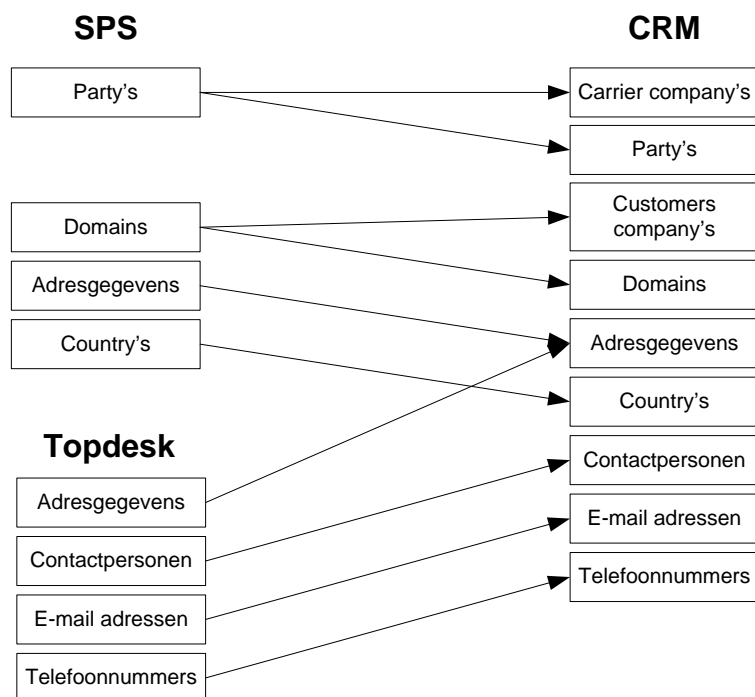 SPS
Party's
Domains
Adresgegevens
Country's
Topdesk
Adresgegevens
Contactpersonen
E-mail adressen
Telefoonnummers
CRM
Carrier company's
Party's
Customers
company's
Domains
Adresgegevens
Country's
Contactpersonen
E-mail adressen
Telefoonnummers